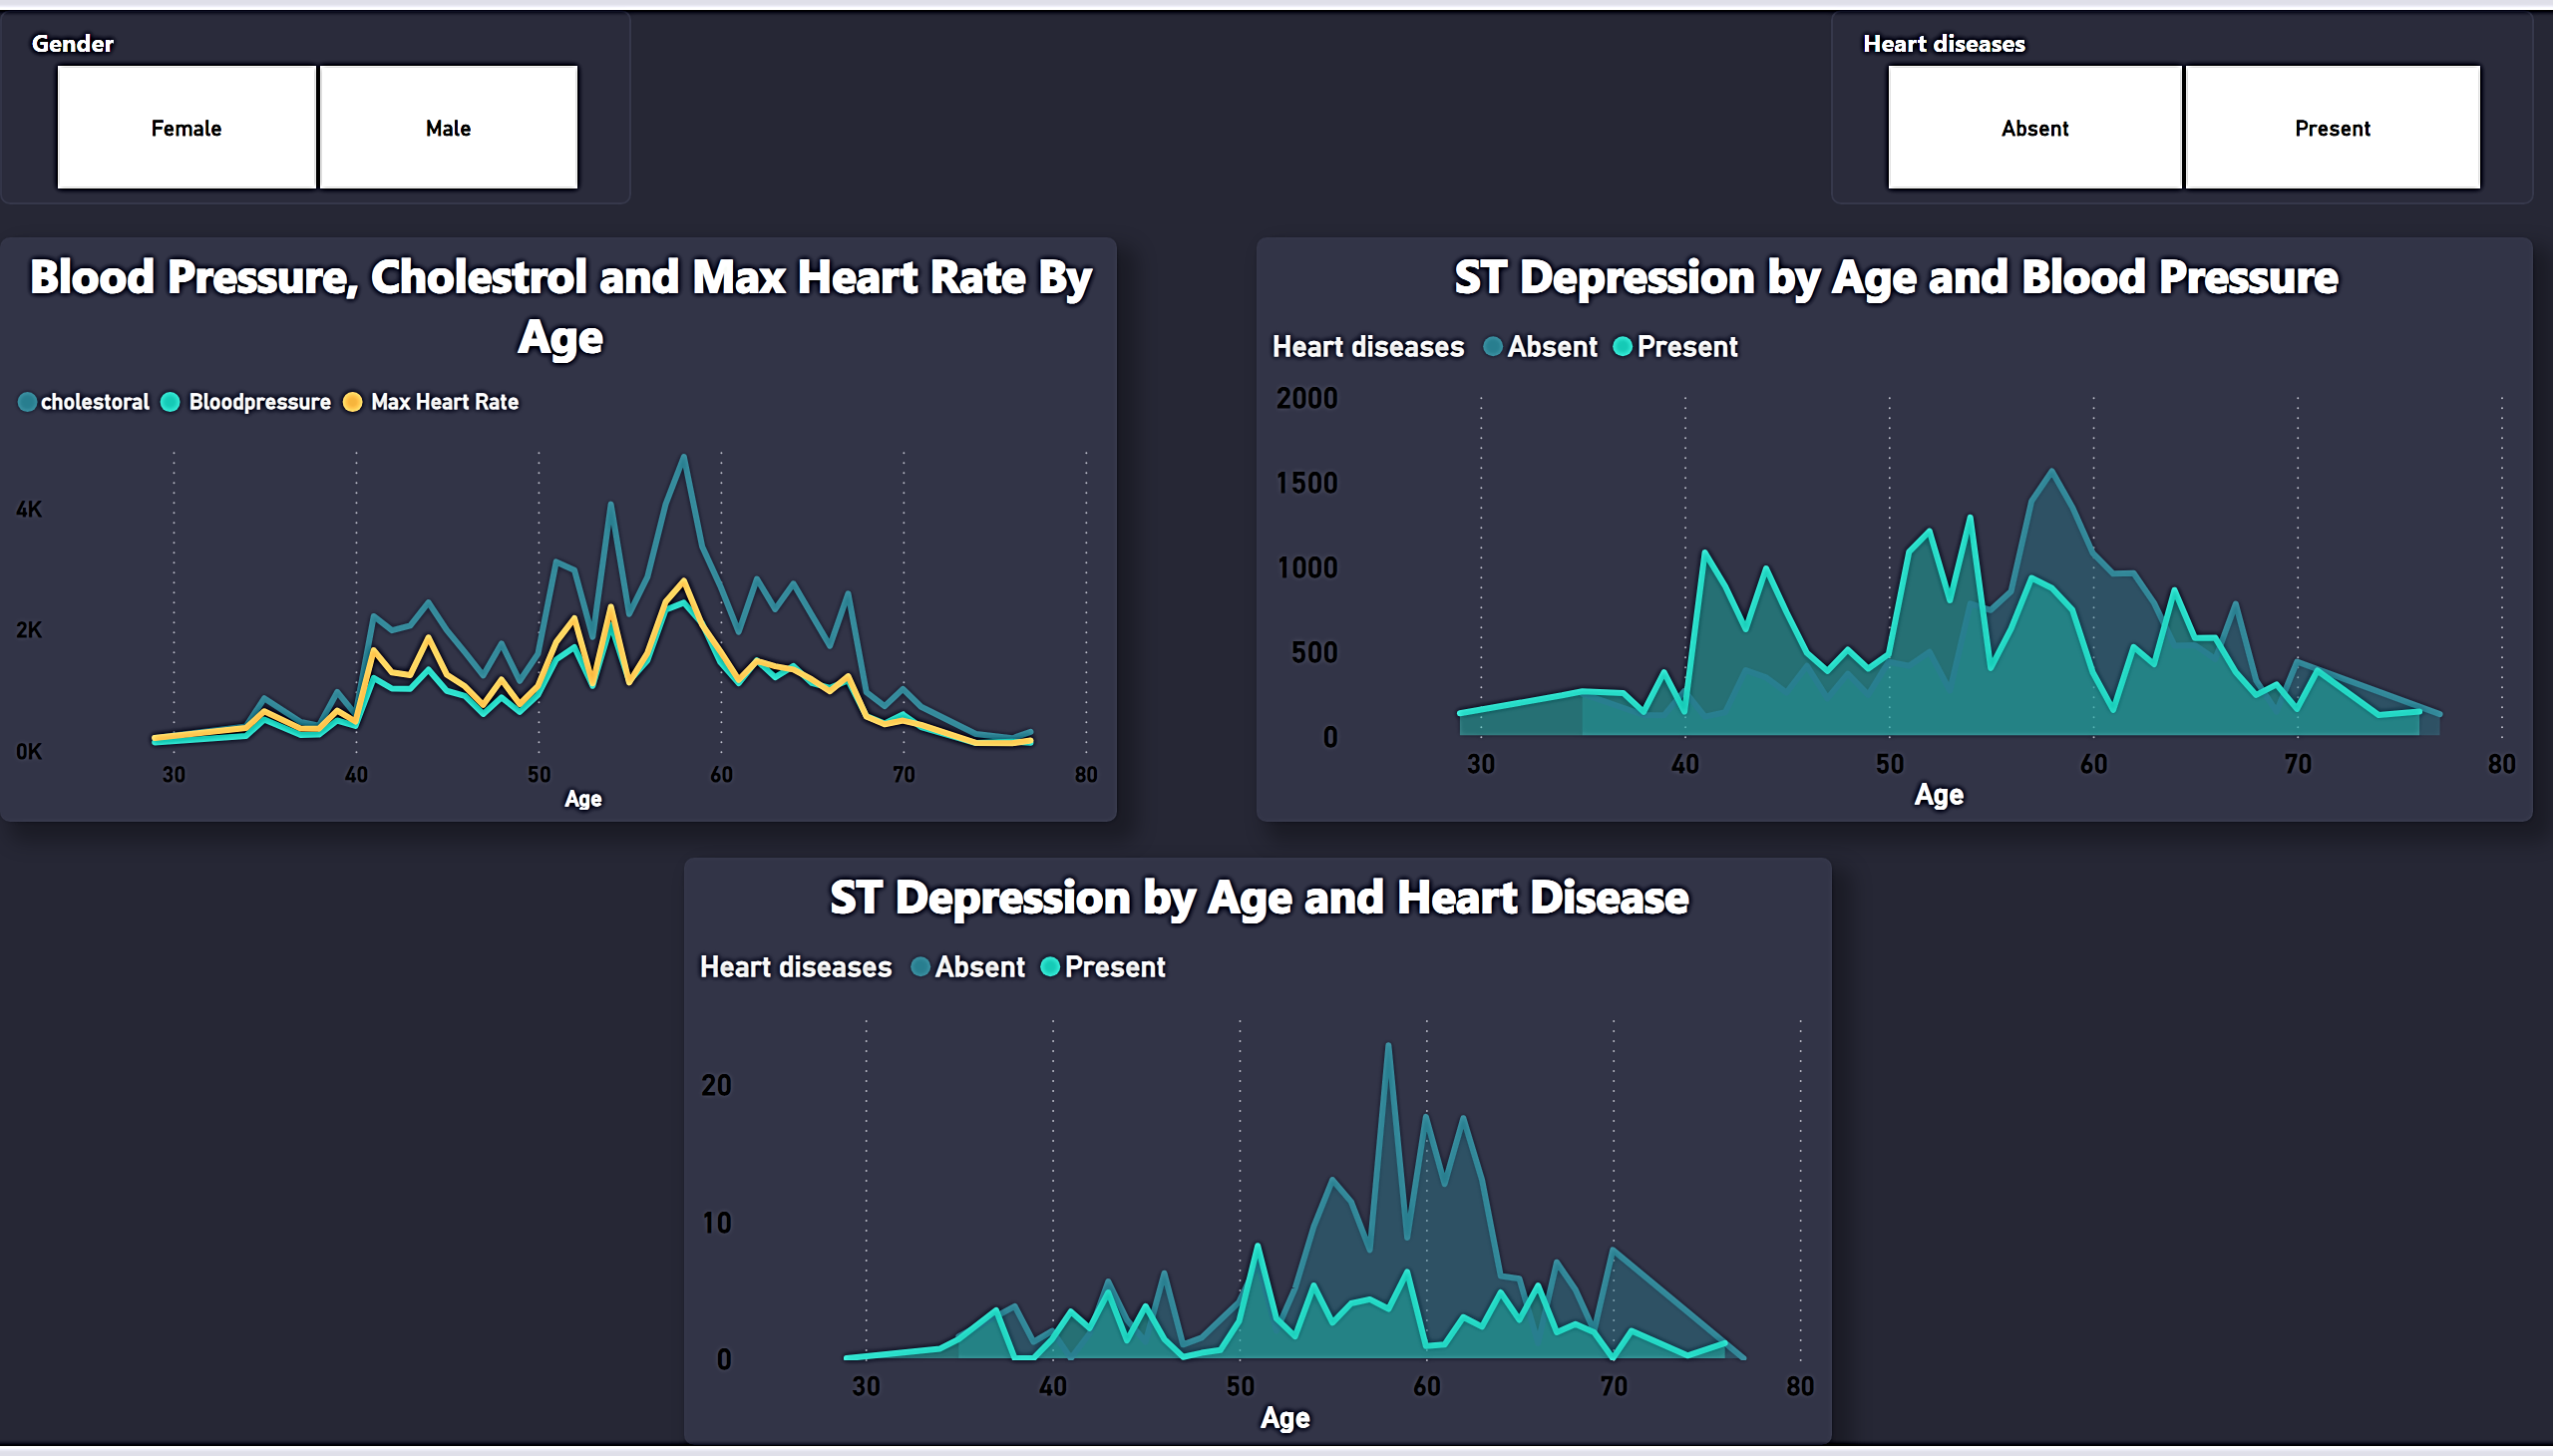 Gender
Female Male
Heart diseases
Absent Present
Blood Pressure, Cholestrol and Max Heart Rate By
Age
cholestoral Bloodpressure Max Heart Rate
4K
2K
0K
30 40 50 60 70 80
Age
ST Depression by Age and Blood Pressure
Heart diseases Absent Present
2000
1500
1000
500
0
30 40 50 60 70 80
Age
ST Depression by Age and Heart Disease
Heart diseases Absent Present
20
10
0
30 40 50 60 70 80
Age